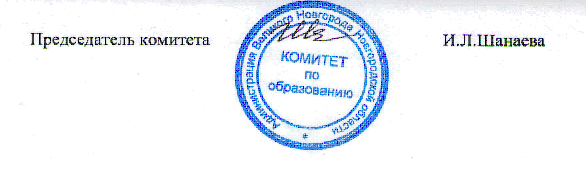 Председатель комитета И.Л.Шанаева
Администрация Великого Новгорода Новгородской области
КОМИТЕТ
по
образованию